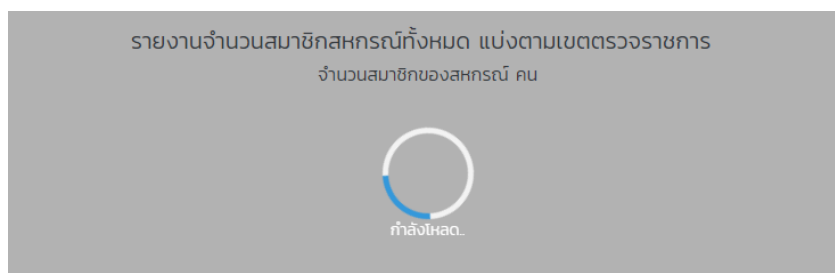 รายงานจำนวนสมาชิกสหกรณ์ทั้งหมด แบ่งตามเขตตรวจราชการ
จำนวนสมาชิกของสหกรณ์ คน
กำลังโหลด..